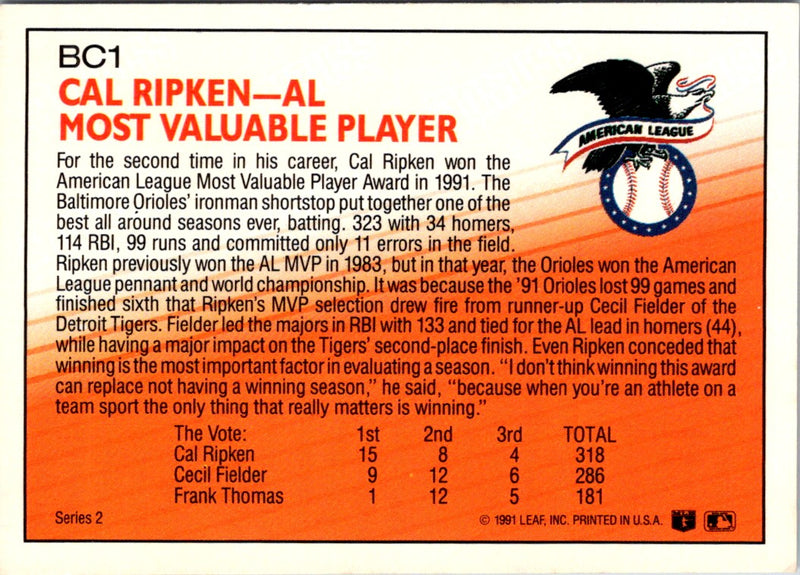 BC1
CAL RIPKEN—AL
MOST VALUABLE PLAYER
AMERICAN LEAGUE
For the second time in his career, Cal Ripken won the
American League Most Valuable Player Award in 1991. The
Baltimore Orioles' ironman shortstop put together one of the
best all around seasons ever, batting. 323 with 34 homers,
114 RBI, 99 runs and committed only 11 errors in the field.
Ripken previously won the AL MVP in 1983, but in that year, the Orioles won the American
League pennant and world championship. It was because the '91 Orioles lost 99 games and
finished sixth that Ripken's MVP selection drew fire from runner-up Cecil Fielder of the
Detroit Tigers. Fielder led the majors in RBI with 133 and tied for the AL lead in homers (44),
while having a major impact on the Tigers' second-place finish. Even Ripken conceded that
winning is the most important factor in evaluating a season. "I don't think winning this award
can replace not having a winning season," he said, "because when you're an athlete on a
team sport the only thing that really matters is winning."
The Vote: 1st 2nd 3rd TOTAL
Cal Ripken 15 8 4 318
Cecil Fielder 9 12 6 286
Frank Thomas 1 12 5 181
Series 2
© 1991 LEAF, INC. PRINTED IN U.S.A.